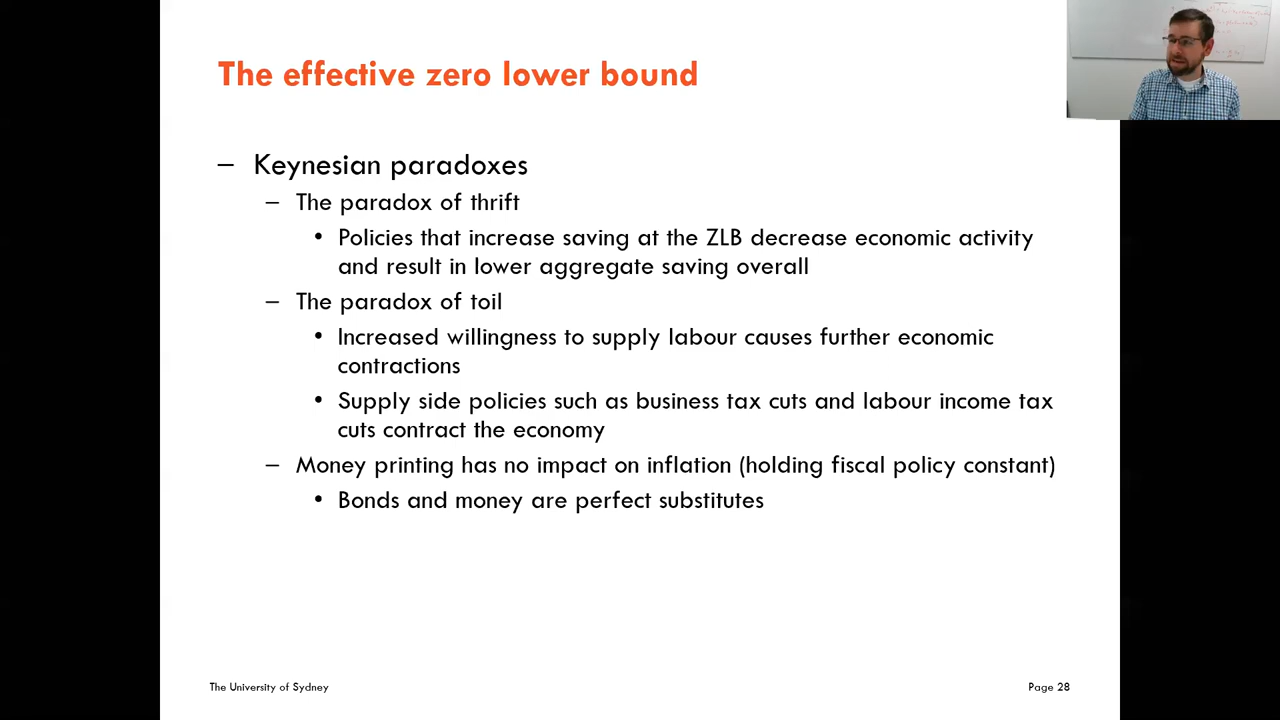 The effective zero lower bound
– Keynesian paradoxes
– The paradox of thrift
• Policies that increase saving at the ZLB decrease economic activity
and result in lower aggregate saving overall
– The paradox of toil
• Increased willingness to supply labour causes further economic
contractions
• Supply side policies such as business tax cuts and labour income tax
cuts contract the economy
– Money printing has no impact on inflation (holding fiscal policy constant)
• Bonds and money are perfect substitutes
The University of Sydney
Page 28